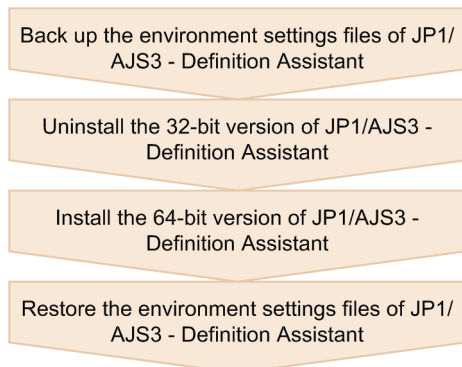 Back up the environment settings files of JP1/
AJS3 - Definition Assistant
Uninstall the 32-bit version of JP1/AJS3 -
Definition Assistant
Install the 64-bit version of JP1/AJS3 -
Definition Assistant
Restore the environment settings files of JP1/
AJS3 - Definition Assistant